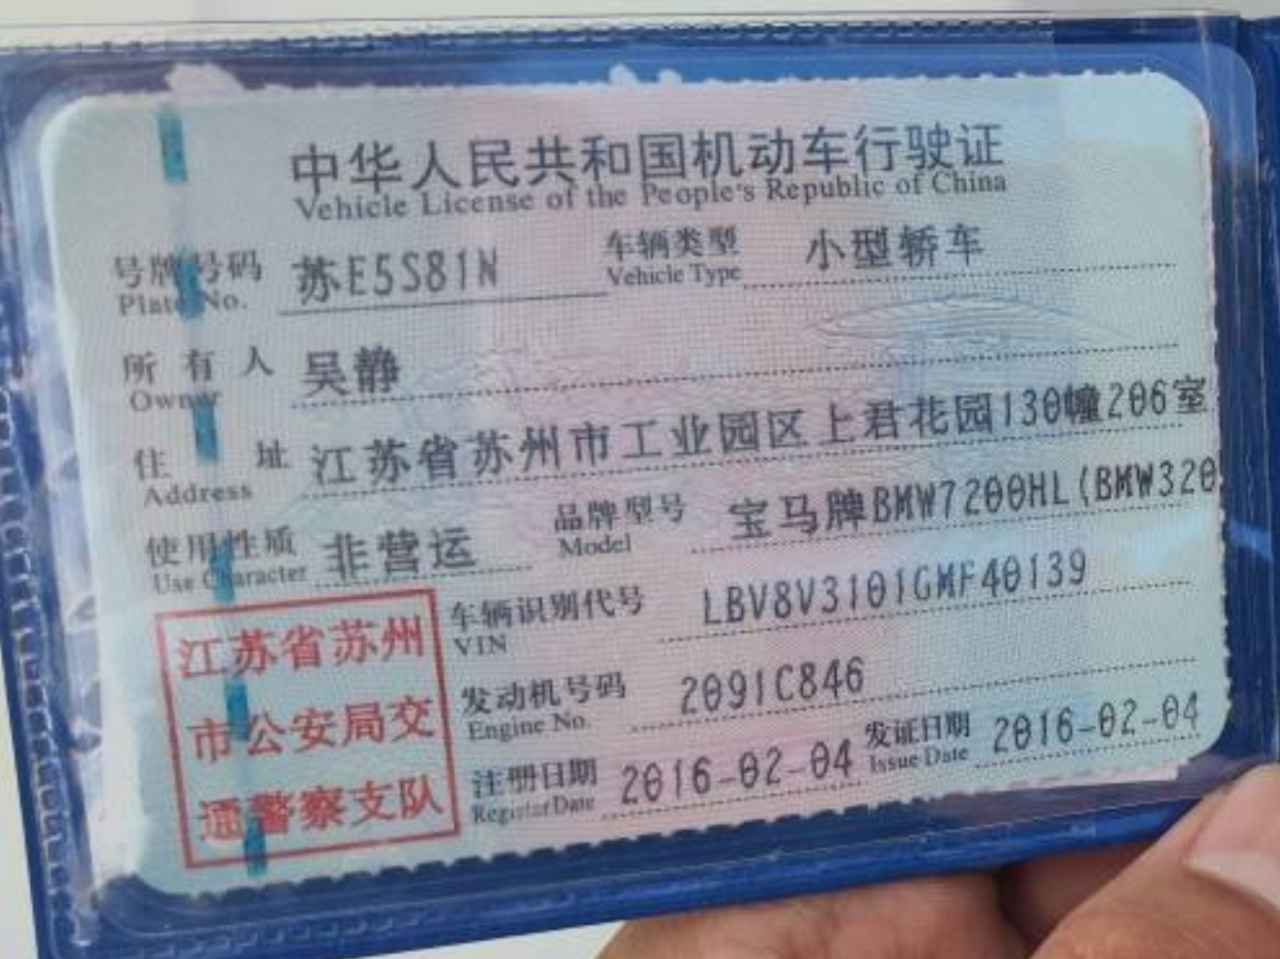 中华人民共和国机动车行驶证
Vehicle License of the People's Republic of China
号牌号码 苏E5S81N 车辆类型 小型轿车
Plate No. Vehicle Type
所有人 吴静
Owner
住址 江苏省苏州市工业园区上君花园130幢206室
Address
使用性质 非营运 品牌型号 宝马牌BMW7200HL(BMW320
Use Character Model
车辆识别代号 LBV8V3101GMF40139
VIN
发动机号码 2091C846
Engine No.
注册日期 2016-02-04 发证日期 2016-02-04
Register Date Issue Date
江苏省苏州
市公安局交
通警察支队